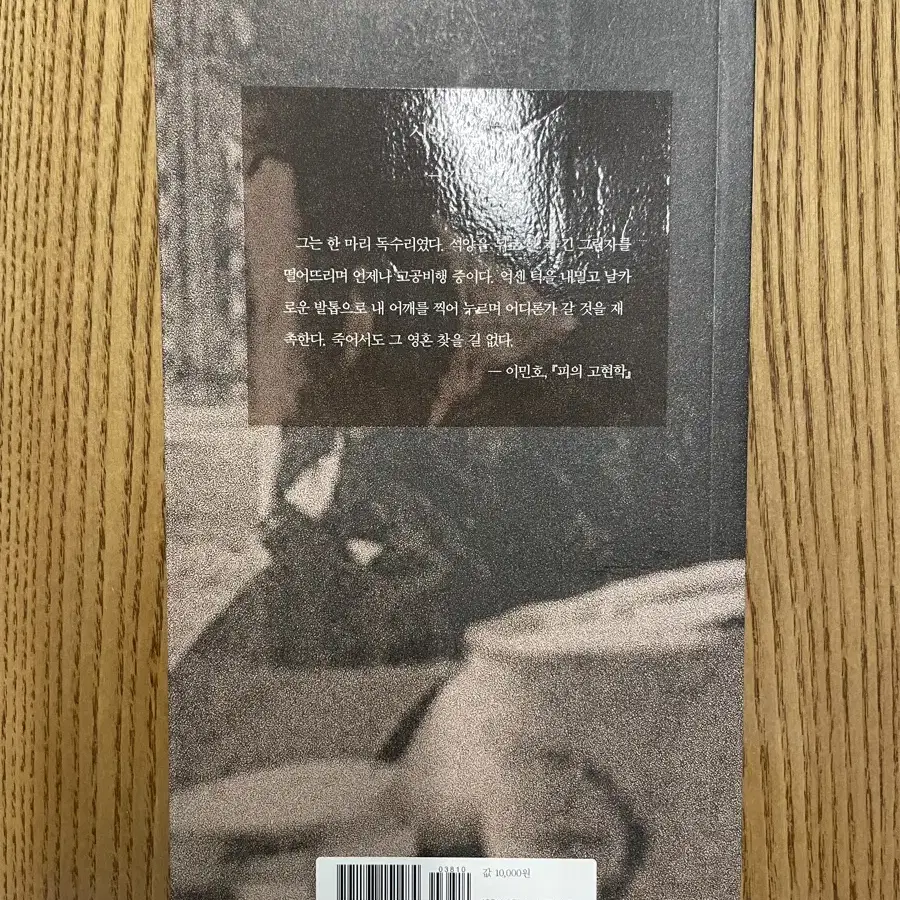 그는 한 마리 독수리였다. 석양을 긴 그림자를
떨어뜨리며 언제나 고공비행 중이다. 억센 턱을 내밀고 날카
로운 발톱으로 내 어깨를 찍어 누르며 어디론가 갈 것을 재
촉한다. 죽어서도 그 영혼 찾을 길 없다.
— 이민호, 『피의 고현학』
03810
값 10,000원